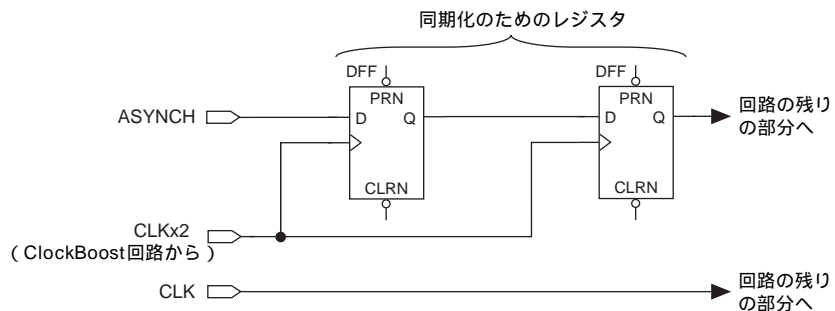 同期化のためのレジスタ
DFF
PRN
D
Q
CLRN
DFF
PRN
D
Q
CLRN
ASYNCH
回路の残り
の部分へ
CLKx2
(ClockBoost回路から)
CLK
回路の残り
の部分へ